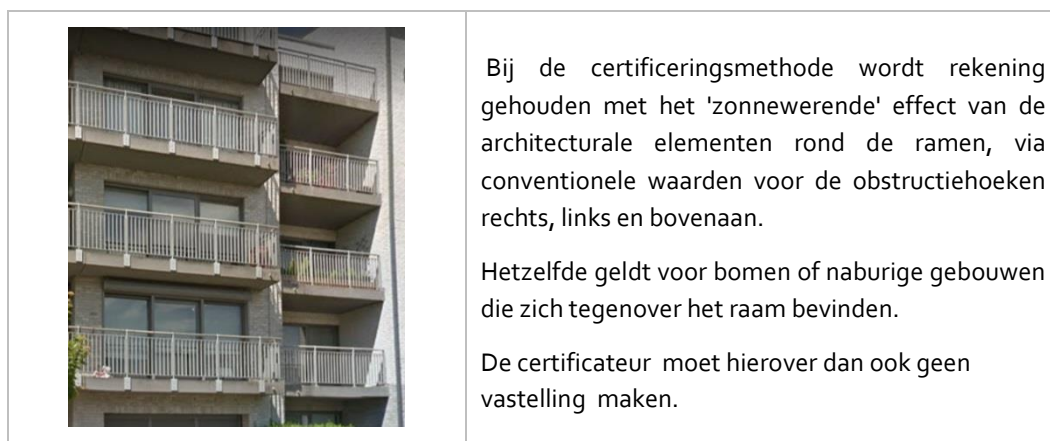 Bij de certificeringsmethode wordt rekening
gehouden met het 'zonnewerende' effect van de
architecturale elementen rond de ramen, via
conventionele waarden voor de obstructiehoeken
rechts, links en bovenaan.
Hetzelfde geldt voor bomen of naburige gebouwen
die zich tegenover het raam bevinden.
De certificateur moet hierover dan ook geen
vastelling maken.